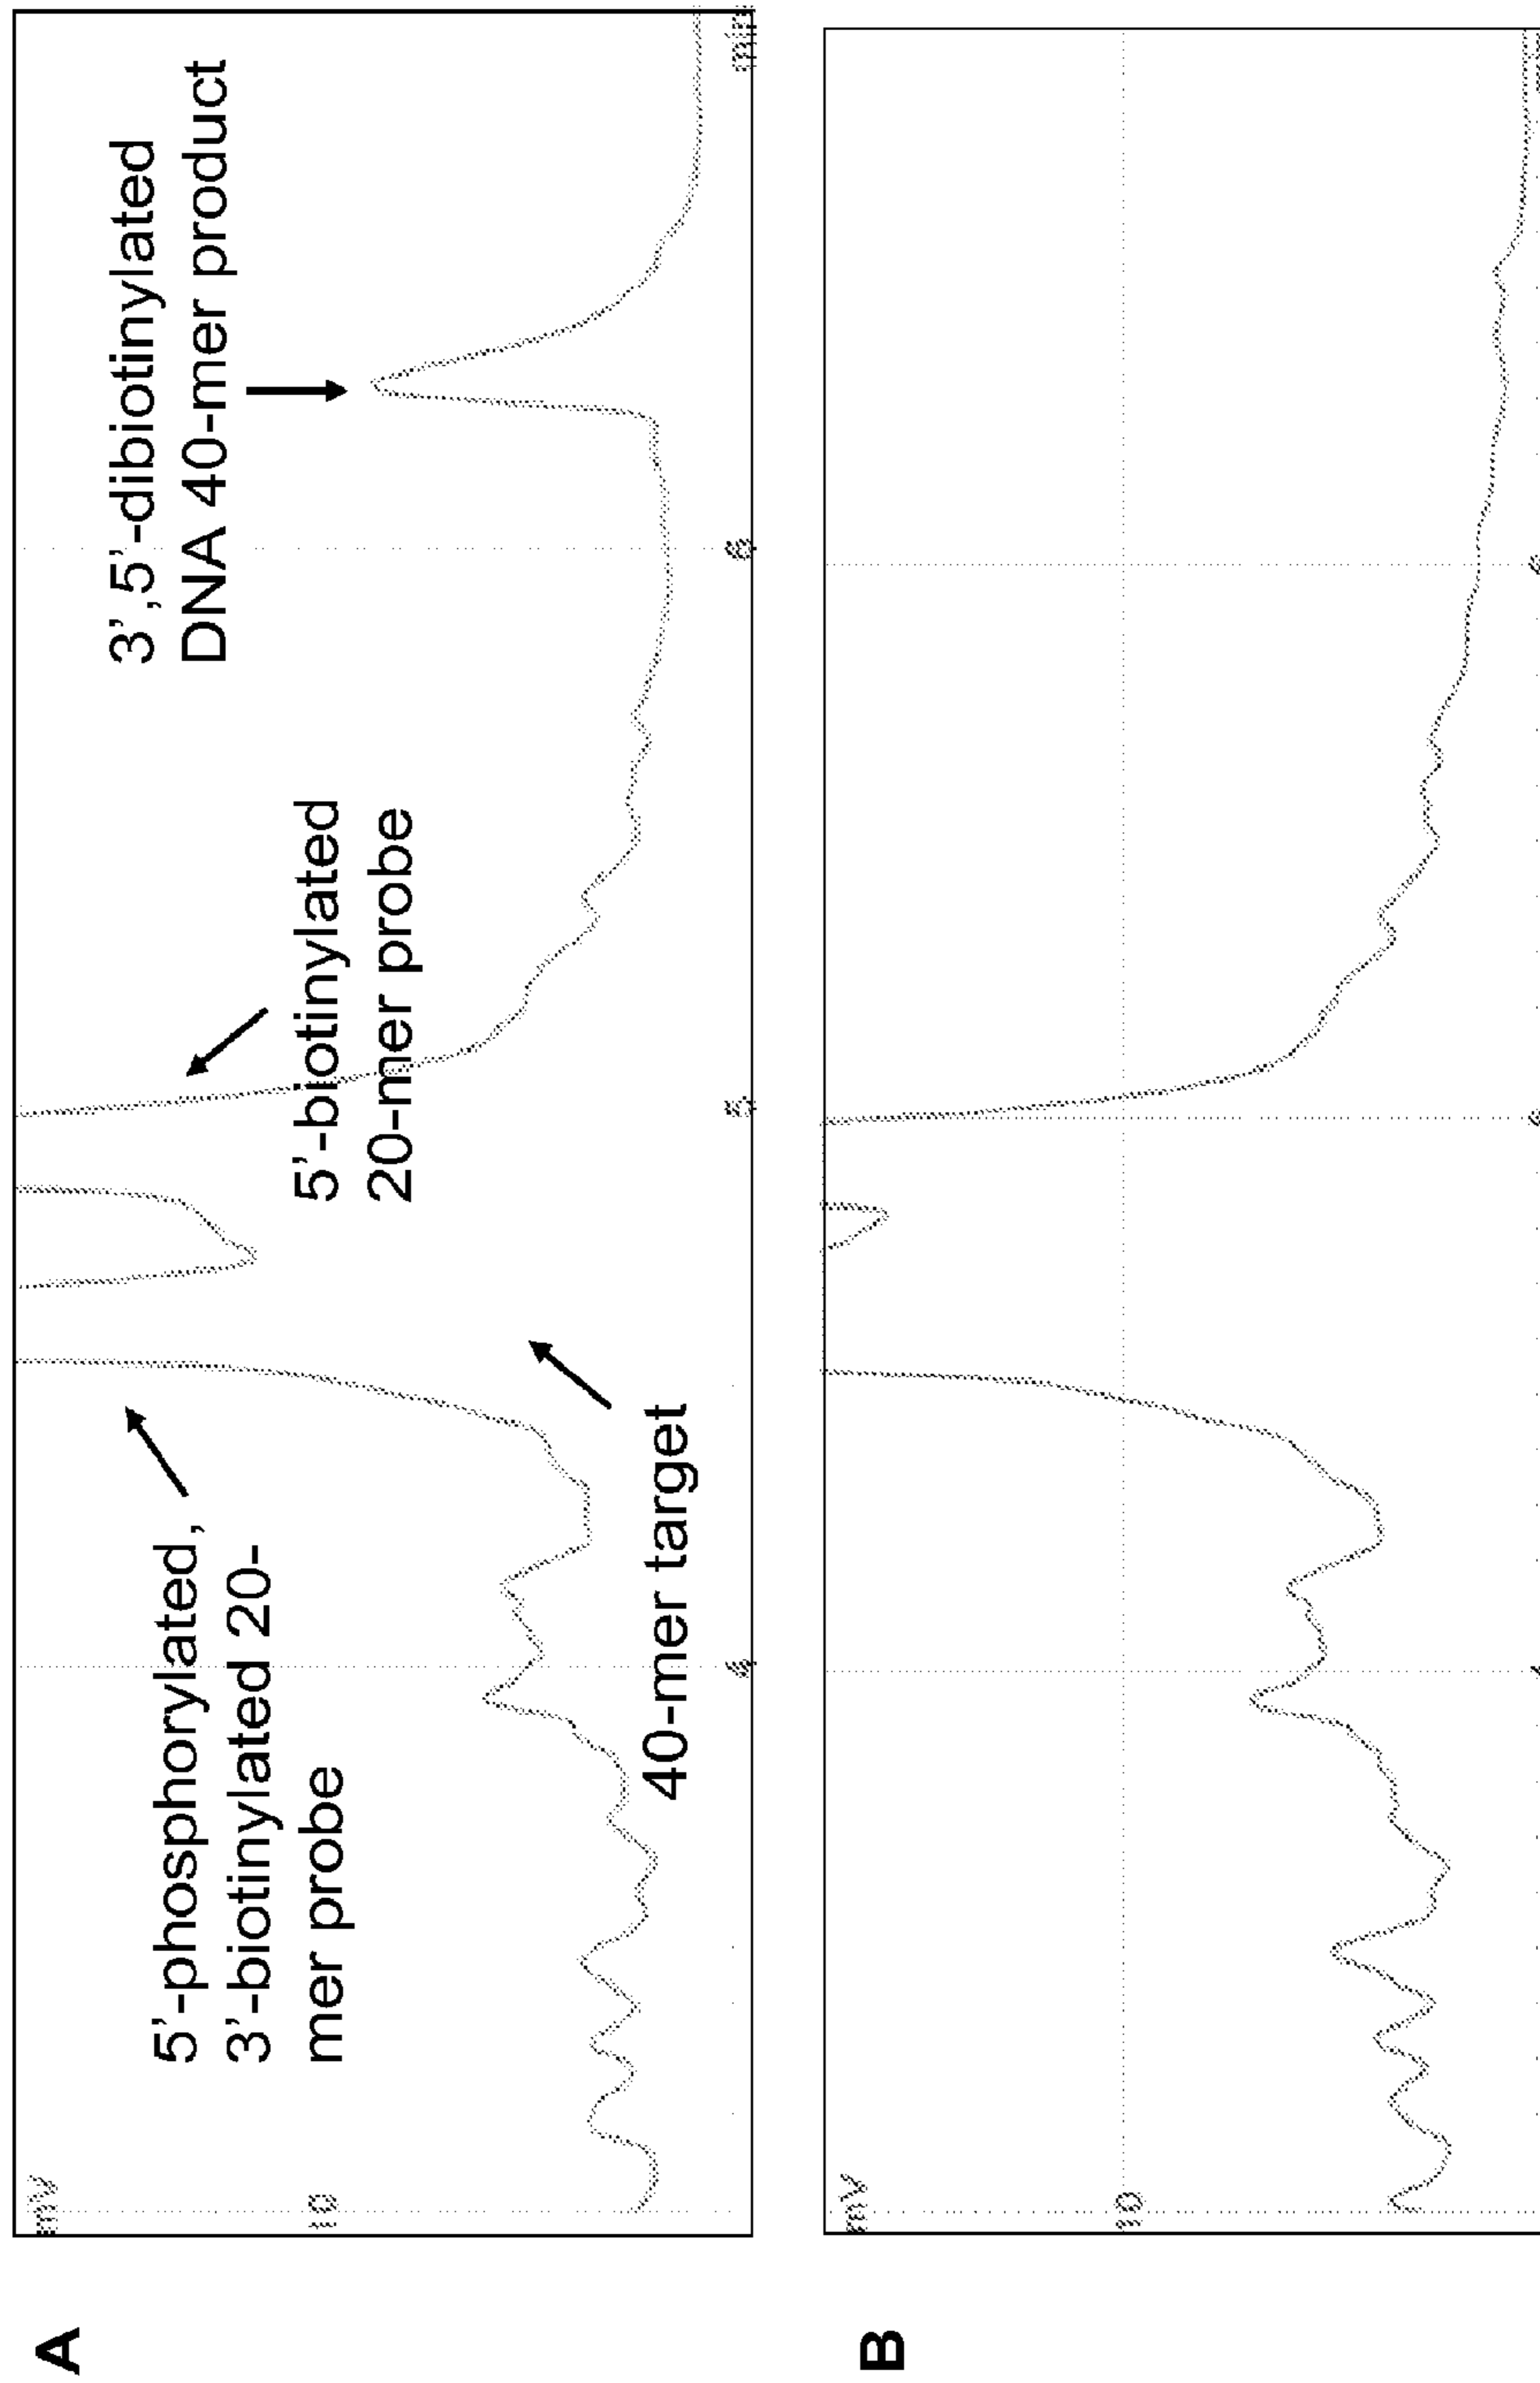 A
mV
10
3',5'-dibiotinylated
DNA 40-mer product
5'-phosphorylated,
3'-biotinylated 20-
mer probe
5'-biotinylated
20-mer probe
40-mer target
4
5
6
min
B
mV
10